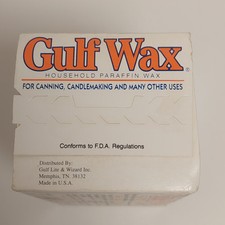 Gulf Wax®
HOUSEHOLD PARAFFIN WAX
FOR CANNING, CANDLEMAKING AND MANY OTHER USES
Conforms to F.D.A. Regulations
Distributed By:
Gulf Lite & Wizard Inc.
Memphis, TN. 38132
Made in U.S.A.